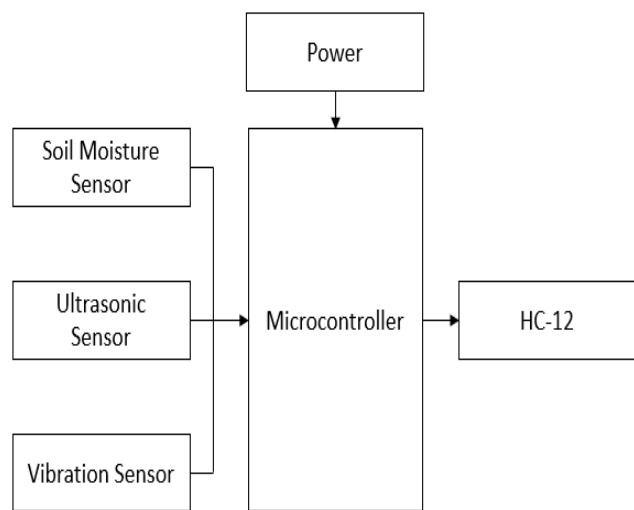 Power
Soil Moisture
Sensor
Ultrasonic
Sensor
Microcontroller
HC-12
Vibration Sensor